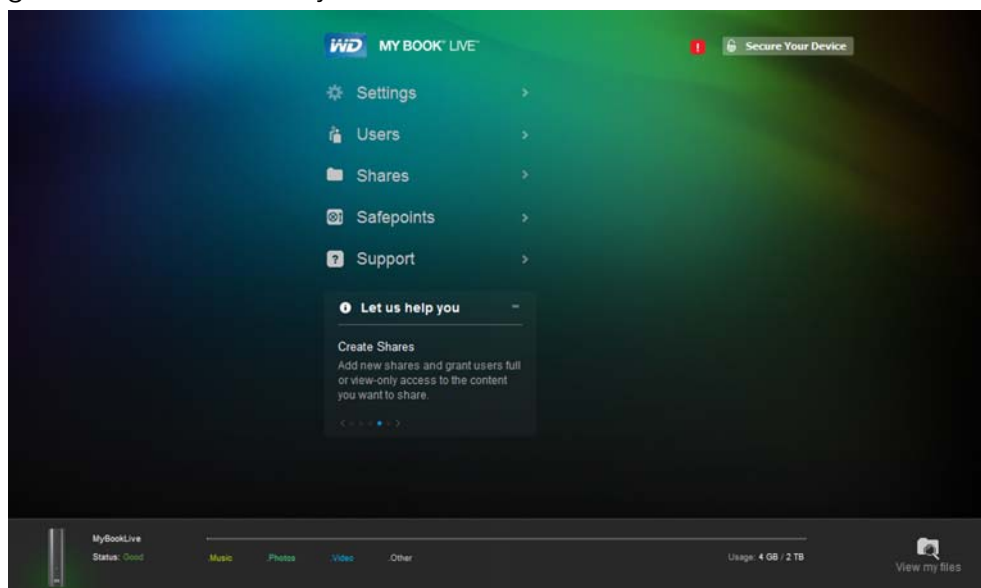 WD MY BOOK™ LIVE™
! Secure Your Device
Settings
Users
Shares
Safepoints
? Support
i Let us help you
Create Shares
Add new shares and grant users full
or view-only access to the content
you want to share.
MyBookLive
Status: Good
.Music .Photos .Video .Other
Usage: 4 GB / 2 TB
View my files